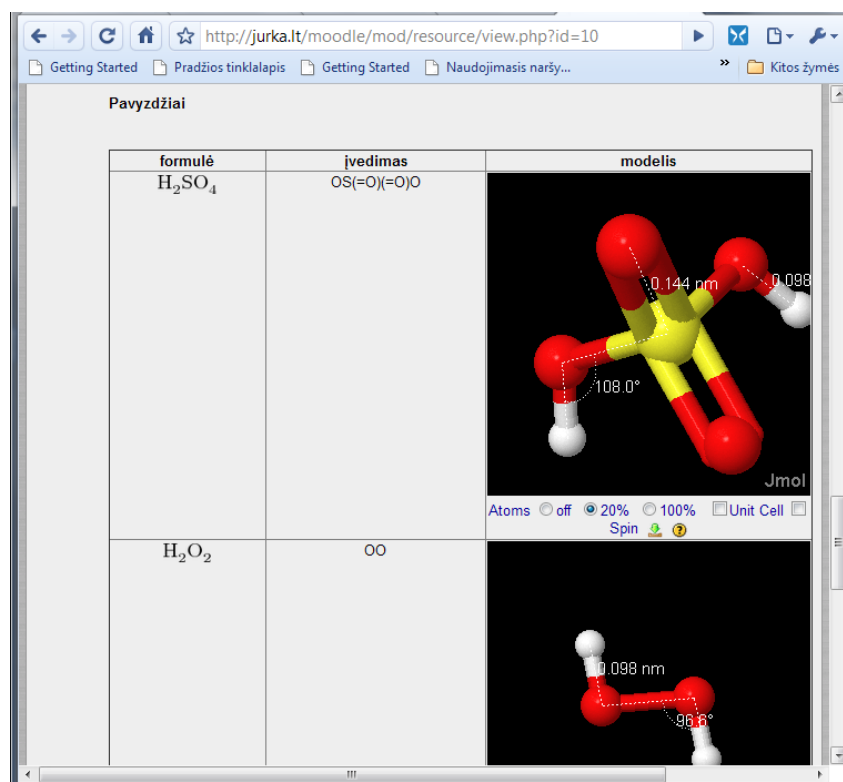 http://jurka.lt/moodle/mod/resource/view.php?id=10
Getting Started Pradžios tinklalapis Getting Started Naudojimasis naršy... » Kitos žymės
Pavyzdžiai
formulė įvedimas modelis
H₂SO₄ OS(=O)(=O)O
0.144 nm 0.098
108.0°
Jmol
Atoms off 20% 100% Unit Cell
Spin
H₂O₂ OO
0.098 nm
96.6°